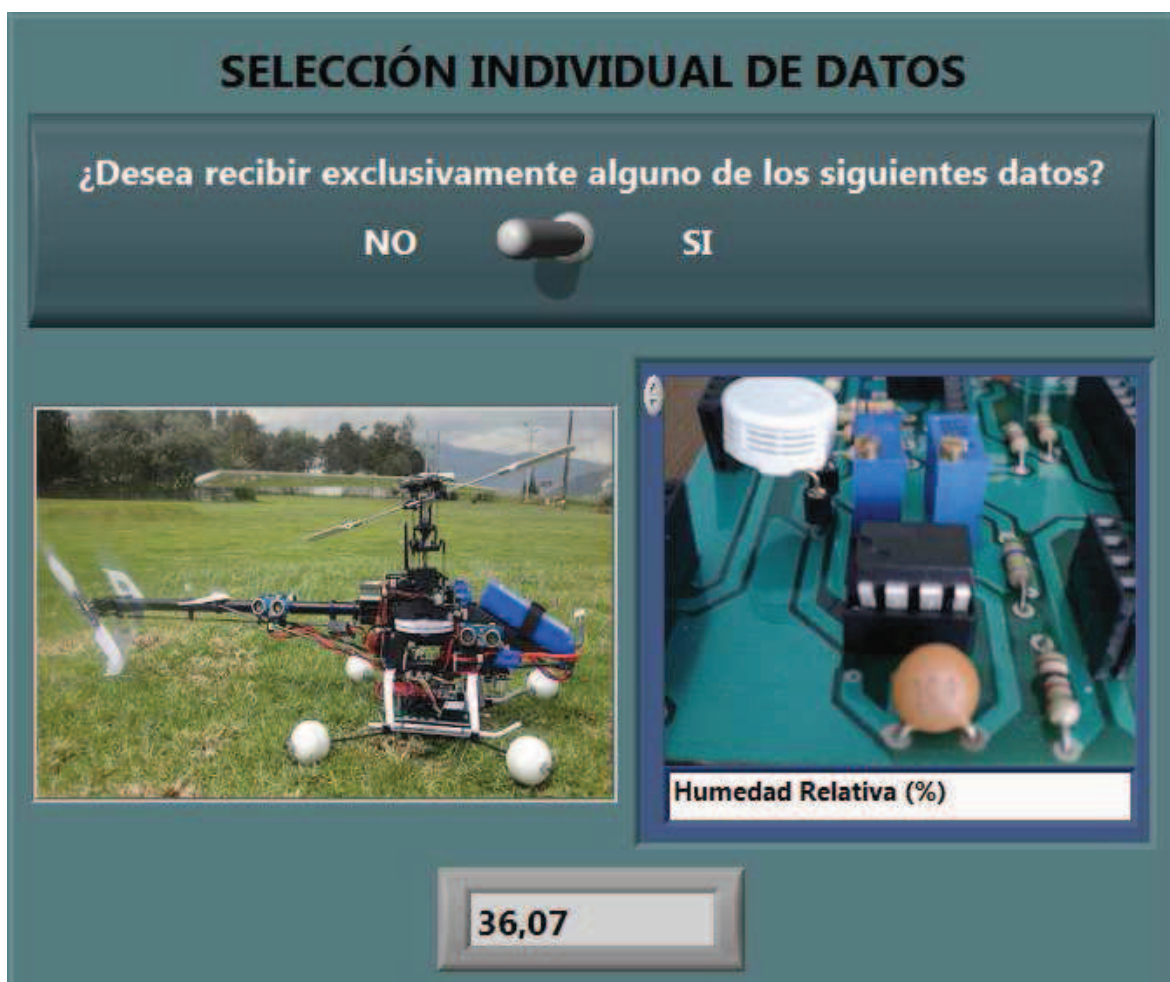 SELECCIÓN INDIVIDUAL DE DATOS
¿Desea recibir exclusivamente alguno de los siguientes datos?
NO SI
Humedad Relativa (%)
36,07